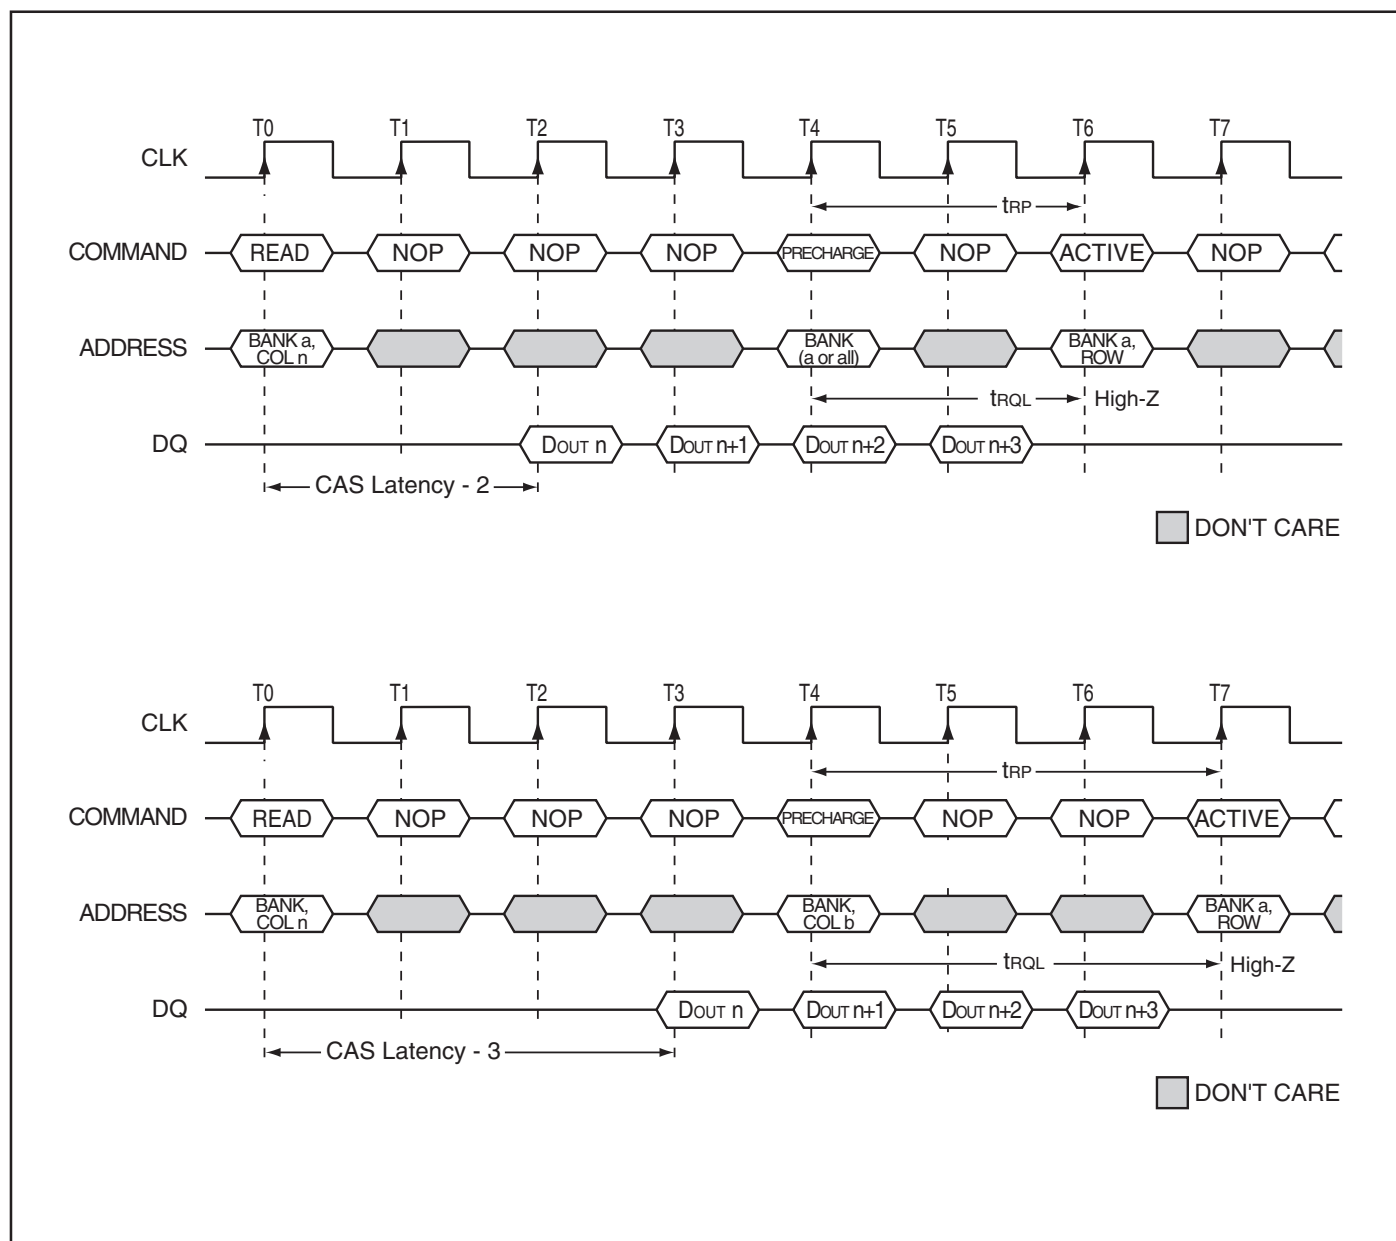 T0 T1 T2 T3 T4 T5 T6 T7
CLK
tRP
COMMAND READ NOP NOP NOP PRECHARGE NOP ACTIVE NOP
ADDRESS BANK a, COL n BANK (a or all) BANK a, ROW
tRQL High-Z
DQ DOUT n DOUT n+1 DOUT n+2 DOUT n+3
CAS Latency - 2
DON'T CARE
T0 T1 T2 T3 T4 T5 T6 T7
CLK
tRP
COMMAND READ NOP NOP NOP PRECHARGE NOP NOP ACTIVE
ADDRESS BANK, COL n BANK, COL b BANK a, ROW
tRQL High-Z
DQ DOUT n DOUT n+1 DOUT n+2 DOUT n+3
CAS Latency - 3
DON'T CARE